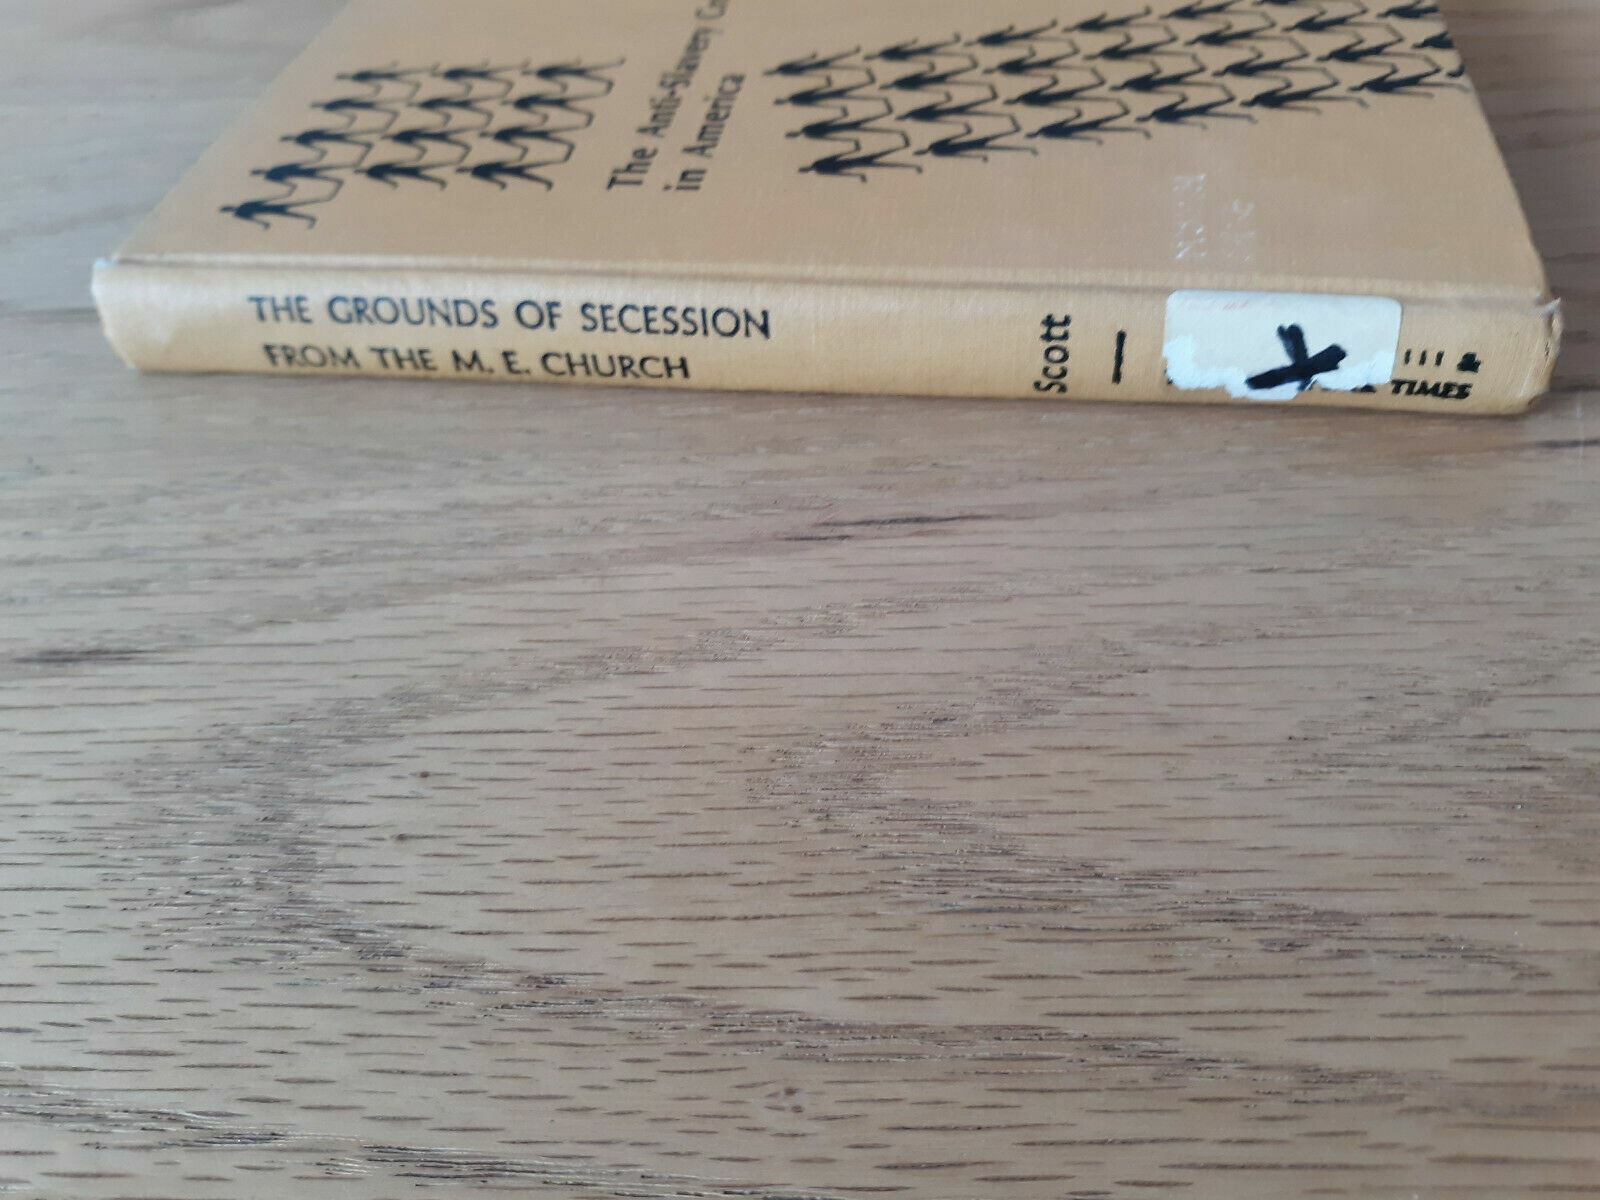 The Anti-Slavery
in America
THE GROUNDS OF SECESSION
FROM THE M. E. CHURCH
Scott
X
TIMES